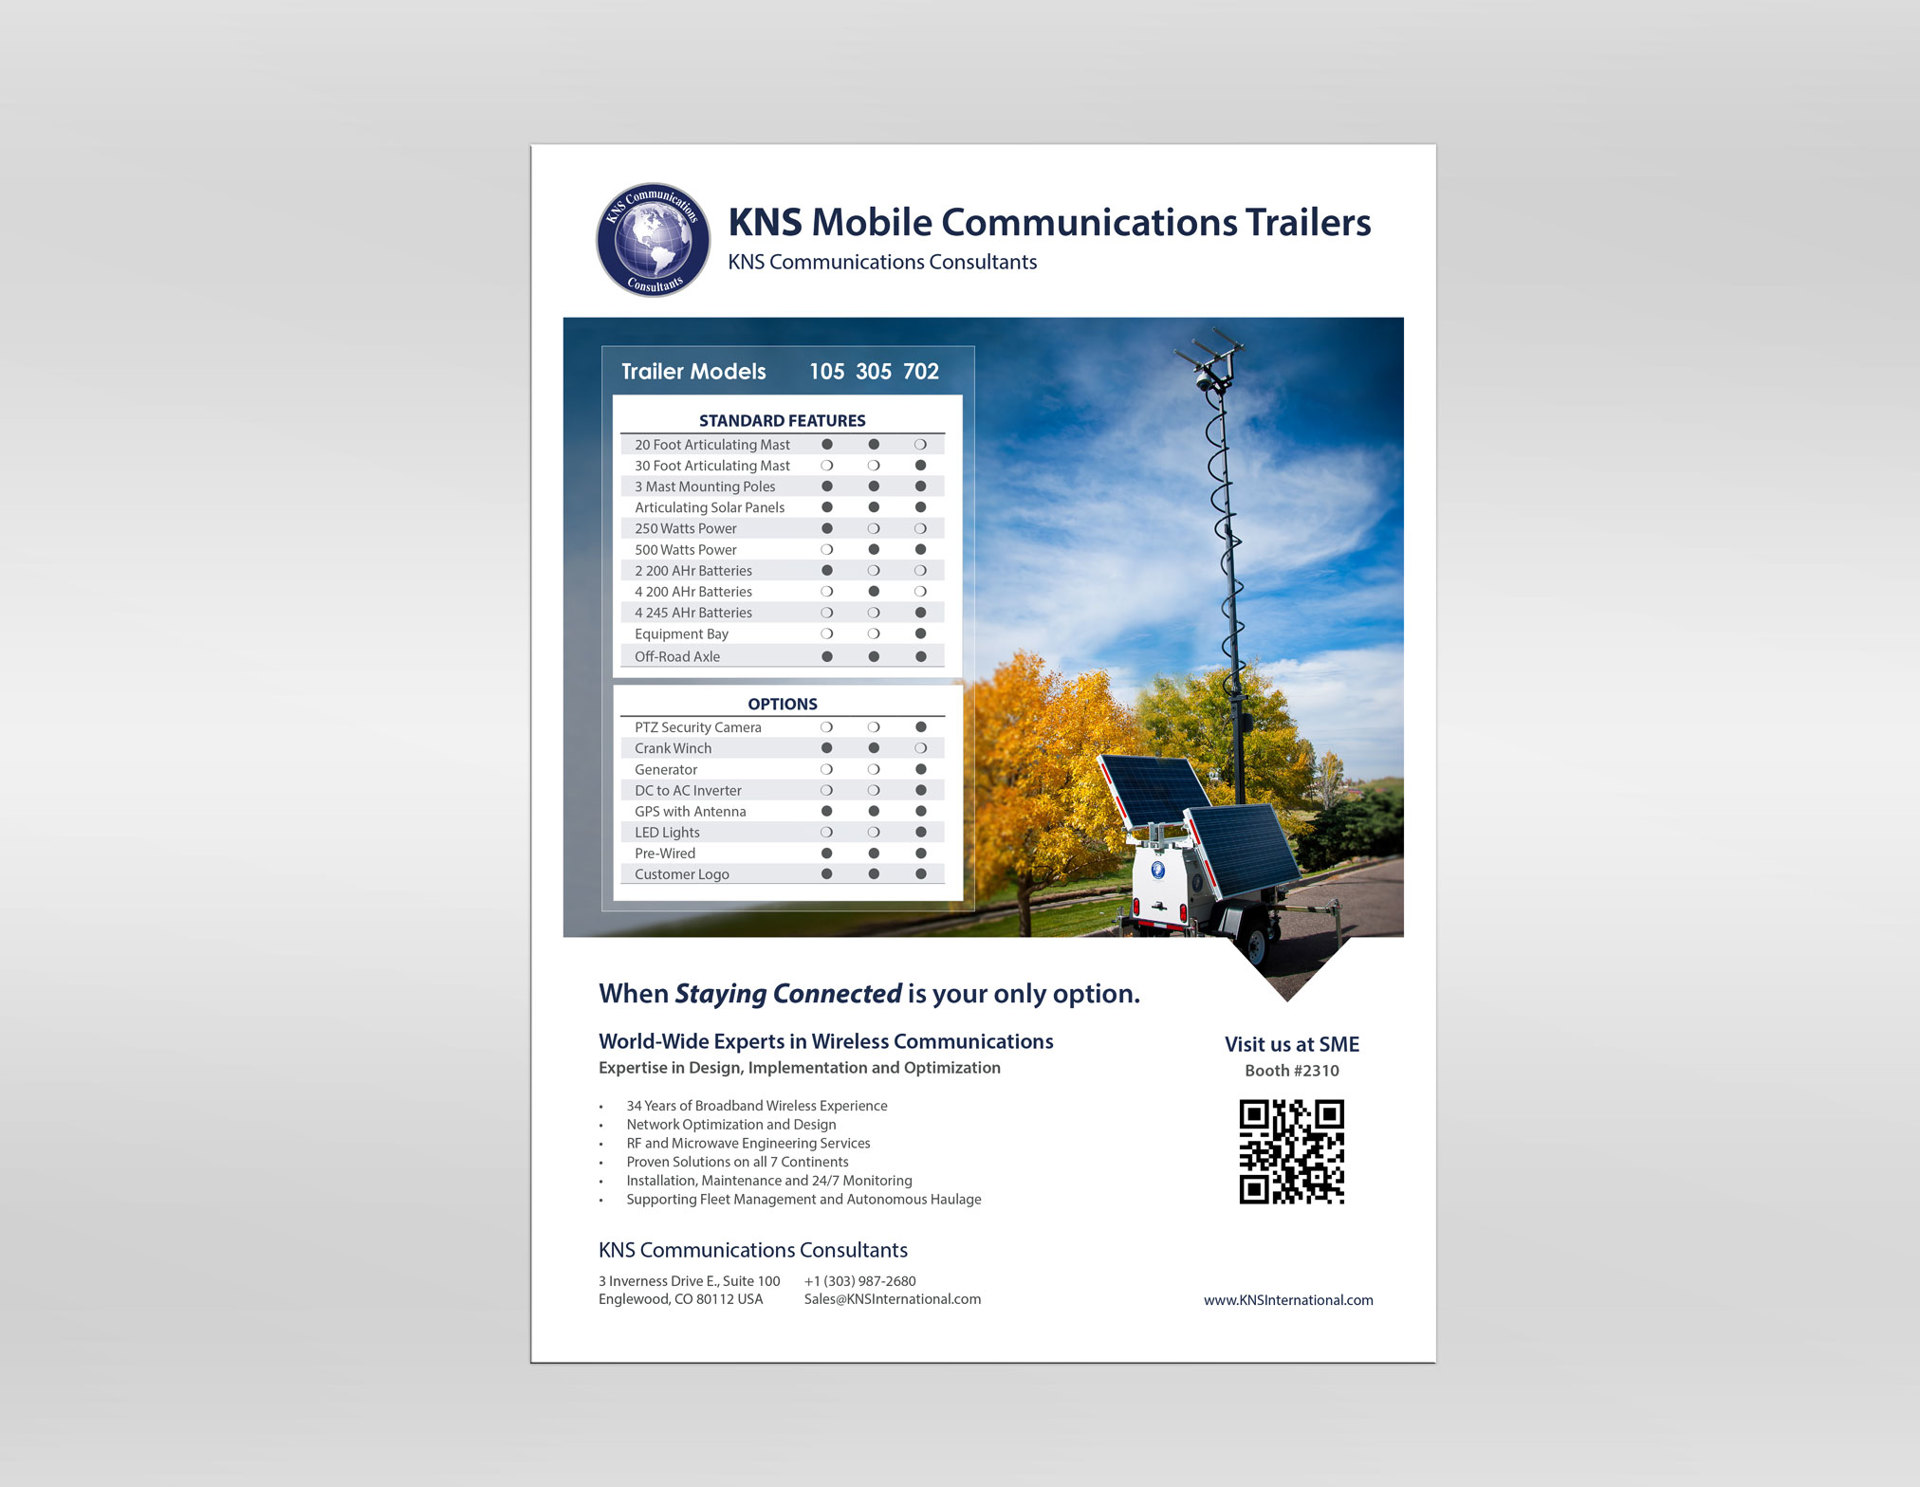 KNS Communications
Consultants
KNS Mobile Communications Trailers
KNS Communications Consultants
Trailer Models 105 305 702
STANDARD FEATURES
20 Foot Articulating Mast ● ● ❍
30 Foot Articulating Mast ❍ ❍ ●
3 Mast Mounting Poles ● ● ●
Articulating Solar Panels ● ● ●
250 Watts Power ● ❍ ❍
500 Watts Power ❍ ● ●
2 200 AHr Batteries ● ❍ ❍
4 200 AHr Batteries ❍ ● ❍
4 245 AHr Batteries ❍ ❍ ●
Equipment Bay ❍ ❍ ●
Off-Road Axle ● ● ●
OPTIONS
PTZ Security Camera ❍ ❍ ●
Crank Winch ● ● ❍
Generator ❍ ❍ ●
DC to AC Inverter ❍ ❍ ●
GPS with Antenna ● ● ●
LED Lights ❍ ❍ ●
Pre-Wired ● ● ●
Customer Logo ● ● ●
When Staying Connected is your only option.
World-Wide Experts in Wireless Communications
Expertise in Design, Implementation and Optimization
• 34 Years of Broadband Wireless Experience
• Network Optimization and Design
• RF and Microwave Engineering Services
• Proven Solutions on all 7 Continents
• Installation, Maintenance and 24/7 Monitoring
• Supporting Fleet Management and Autonomous Haulage
Visit us at SME
Booth #2310
KNS Communications Consultants
3 Inverness Drive E., Suite 100 +1 (303) 987-2680
Englewood, CO 80112 USA Sales@KNSInternational.com
www.KNSInternational.com